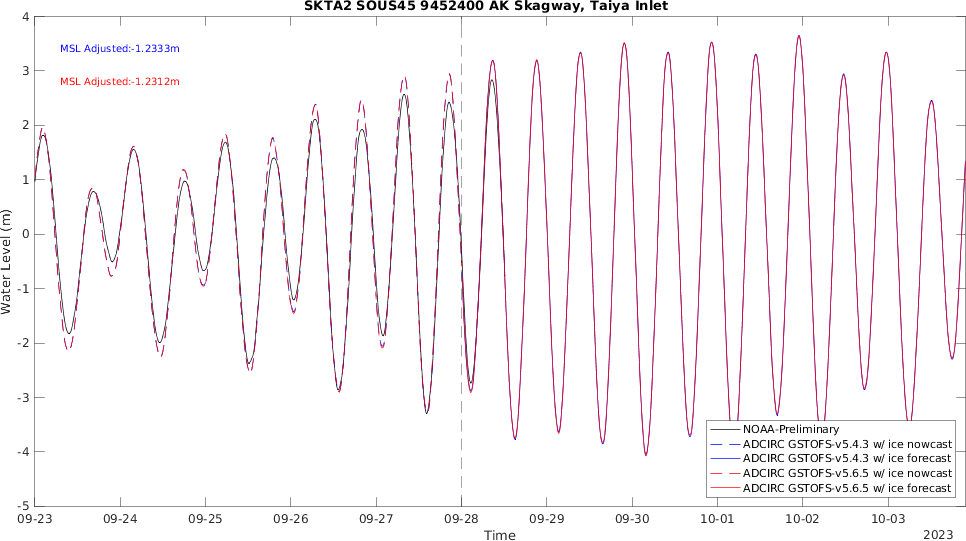 SKTA2 SOUS45 9452400 AK Skagway, Taiya Inlet
MSL Adjusted:-1.2333m
MSL Adjusted:-1.2312m
Water Level (m)
4
3
2
1
0
-1
-2
-3
-4
-5
NOAA-Preliminary
ADCIRC GSTOFS-v5.4.3 w/ ice nowcast
ADCIRC GSTOFS-v5.4.3 w/ ice forecast
ADCIRC GSTOFS-v5.6.5 w/ ice nowcast
ADCIRC GSTOFS-v5.6.5 w/ ice forecast
09-23 09-24 09-25 09-26 09-27 09-28 09-29 09-30 10-01 10-02 10-03
Time
2023